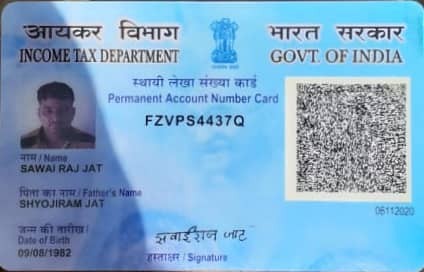 आयकर विभाग
INCOME TAX DEPARTMENT
भारत सरकार
GOVT. OF INDIA
स्थायी लेखा संख्या कार्ड
Permanent Account Number Card
FZVPS4437Q
नाम / Name
SAWAI RAJ JAT
पिता का नाम / Father's Name
SHYOJIRAM JAT
जन्म की तारीख /
Date of Birth
09/08/1982
सवाईराज जाट
हस्ताक्षर / Signature
06112020